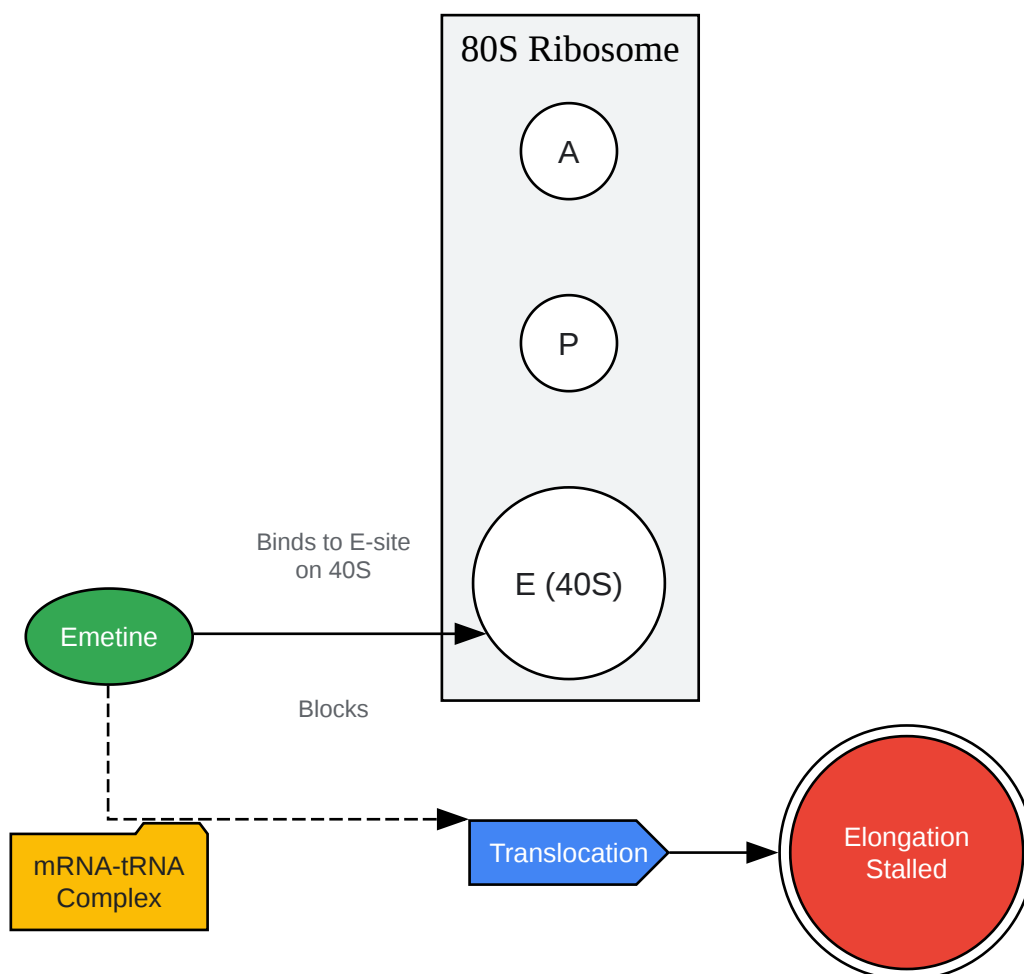 80S Ribosome
A
P
Binds to E-site
on 40S
E (40S)
Emetine
Blocks
mRNA-tRNA
Complex
Translocation
Elongation
Stalled